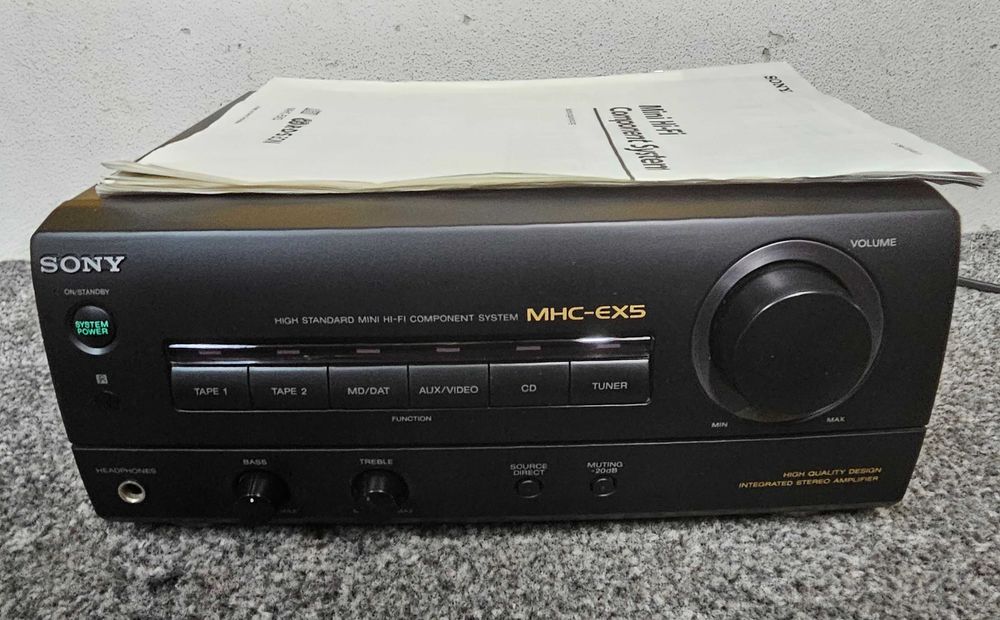 SONY
Mini Hi-Fi
Component System
SONY
ON/STANDBY
SYSTEM
POWER
HIGH STANDARD MINI HI-FI COMPONENT SYSTEM MHC-EX5
VOLUME
MIN
MAX
TAPE 1
TAPE 2
MD/DAT
AUX/VIDEO
CD
TUNER
FUNCTION
HEADPHONES
BASS
TREBLE
SOURCE
DIRECT
MUTING
-20dB
HIGH QUALITY DESIGN
INTEGRATED STEREO AMPLIFIER